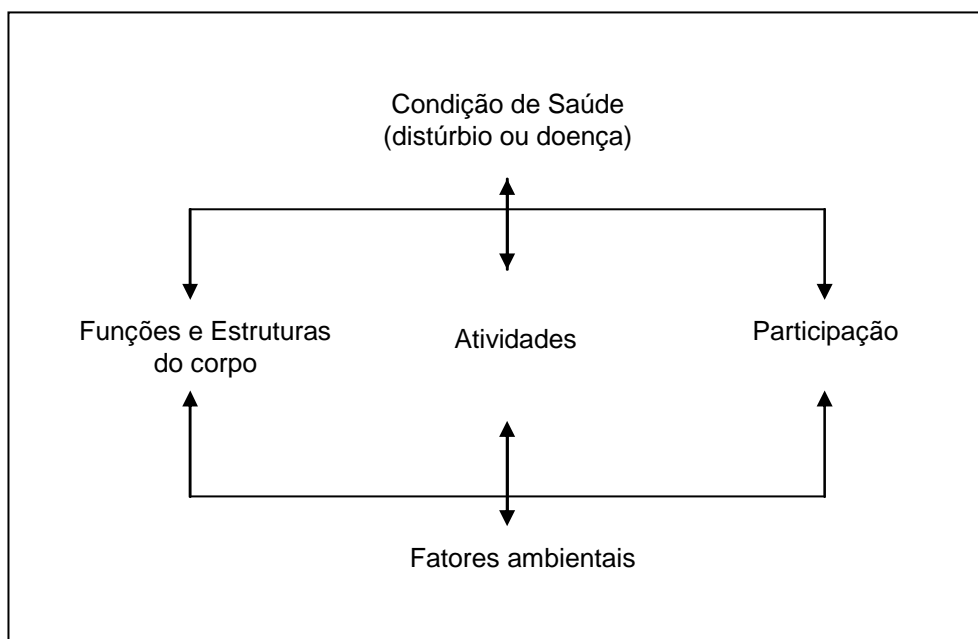 Condição de Saúde
(distúrbio ou doença)
Funções e Estruturas
do corpo
Atividades
Participação
Fatores ambientais